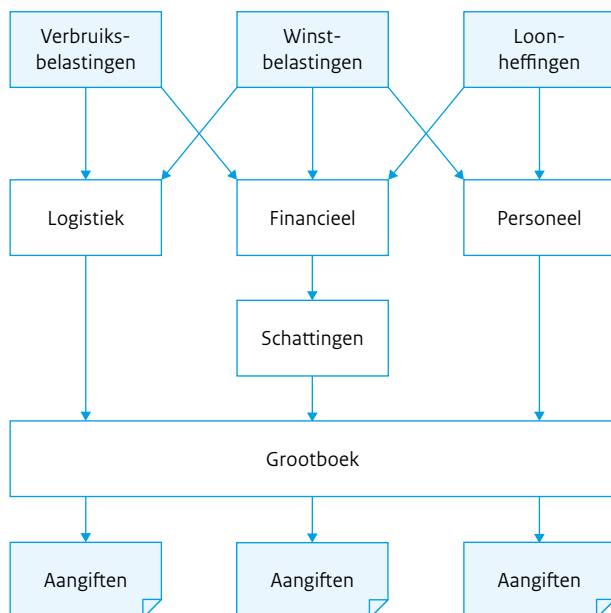 Verbruiks-
belastingen
Winst-
belastingen
Loon-
heffingen
Logistiek
Financieel
Personeel
Schattingen
Grootboek
Aangiften
Aangiften
Aangiften